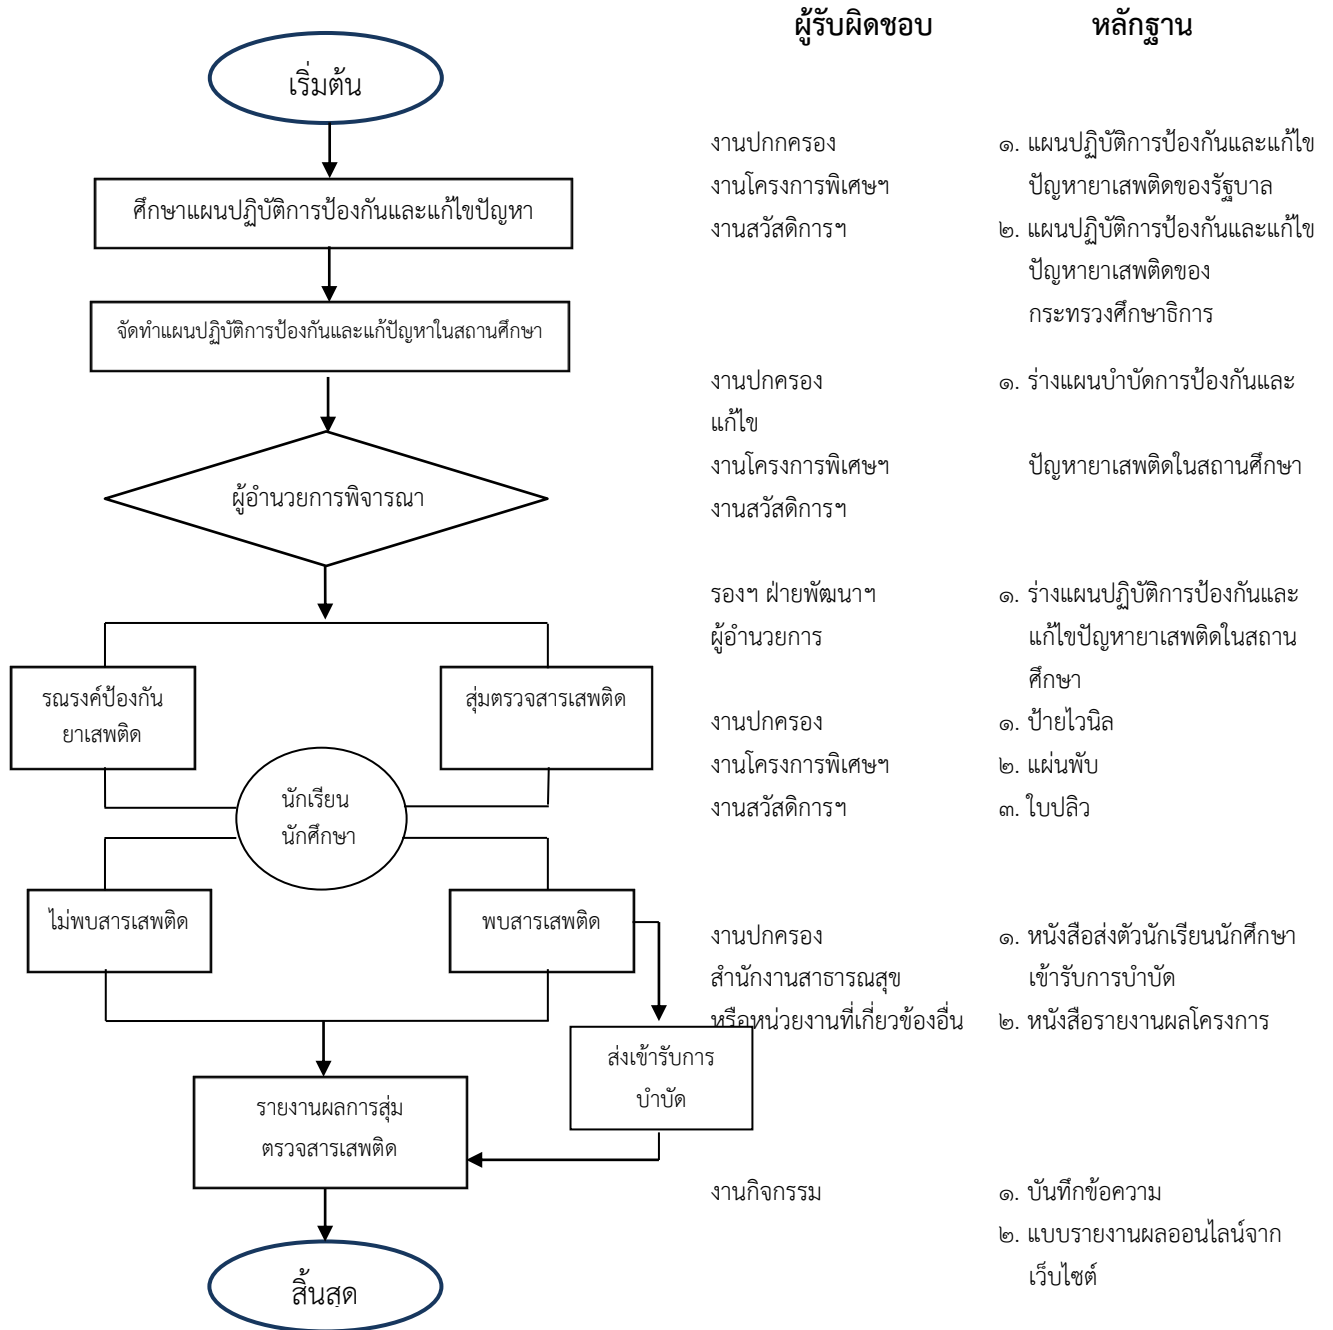 ผู้รับผิดชอบ หลักฐาน
เริ่มต้น
ศึกษาแผนปฏิบัติการป้องกันและแก้ไขปัญหา
จัดทำแผนปฏิบัติการป้องกันและแก้ปัญหาในสถานศึกษา
ผู้อำนวยการพิจารณา
รณรงค์ป้องกัน
ยาเสพติด
สุ่มตรวจสารเสพติด
นักเรียน
นักศึกษา
ไม่พบสารเสพติด
พบสารเสพติด
ส่งเข้ารับการ
บำบัด
รายงานผลการสุ่ม
ตรวจสารเสพติด
สิ้นสุด
งานปกกครอง ๑. แผนปฏิบัติการป้องกันและแก้ไข
งานโครงการพิเศษฯ ปัญหายาเสพติดของรัฐบาล
งานสวัสดิการฯ ๒. แผนปฏิบัติการป้องกันและแก้ไข
ปัญหายาเสพติดของ
กระทรวงศึกษาธิการ
งานปกครอง ๑. ร่างแผนบำบัดการป้องกันและ
แก้ไข
งานโครงการพิเศษฯ ปัญหายาเสพติดในสถานศึกษา
งานสวัสดิการฯ
รองฯ ฝ่ายพัฒนาฯ ๑. ร่างแผนปฏิบัติการป้องกันและ
ผู้อำนวยการ แก้ไขปัญหายาเสพติดในสถาน
ศึกษา
งานปกครอง ๑. ป้ายไวนิล
งานโครงการพิเศษฯ ๒. แผ่นพับ
งานสวัสดิการฯ ๓. ใบปลิว
งานปกครอง ๑. หนังสือส่งตัวนักเรียนนักศึกษา
สำนักงานสาธารณสุข เข้ารับการบำบัด
หรือหน่วยงานที่เกี่ยวข้องอื่น ๒. หนังสือรายงานผลโครงการ
งานกิจกรรม ๑. บันทึกข้อความ
๒. แบบรายงานผลออนไลน์จาก
เว็บไซต์